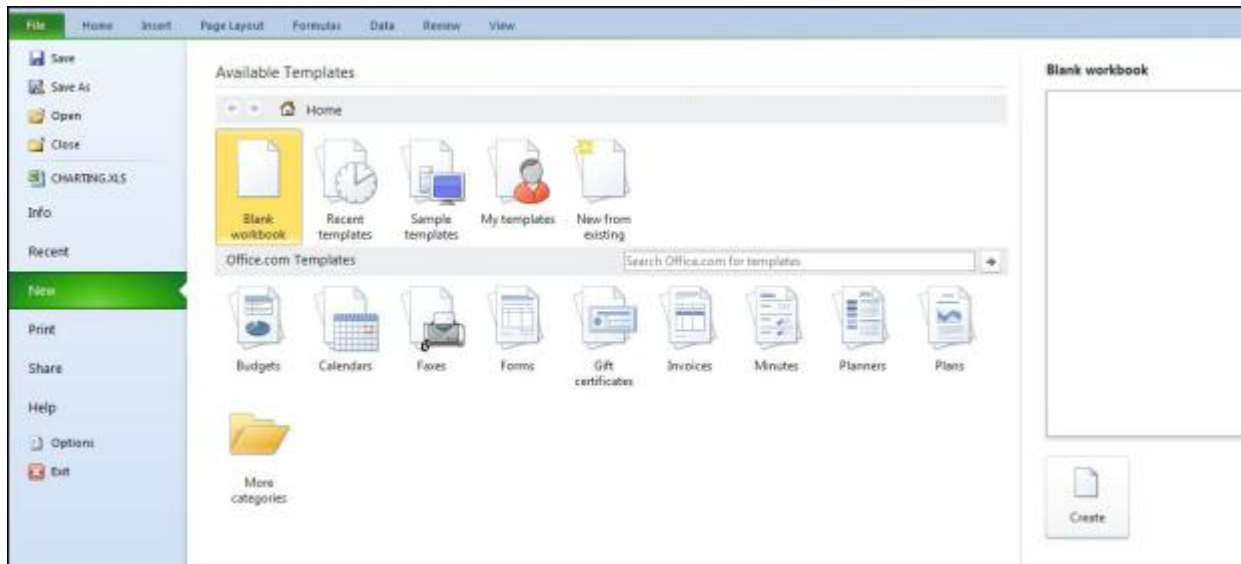 File Home Insert Page Layout Formulas Data Review View
Save
Save As
Open
Close
CHARTING.XLS
Info
Recent
New
Print
Share
Help
Options
Exit
Available Templates
Home
Blank
workbook
Recent
templates
Sample
templates
My templates
New from
existing
Office.com Templates
Search Office.com for templates
Budgets
Calendars
Faxes
Forms
Gift
certificates
Invoices
Minutes
Planners
Plans
More
categories
Blank workbook
Create